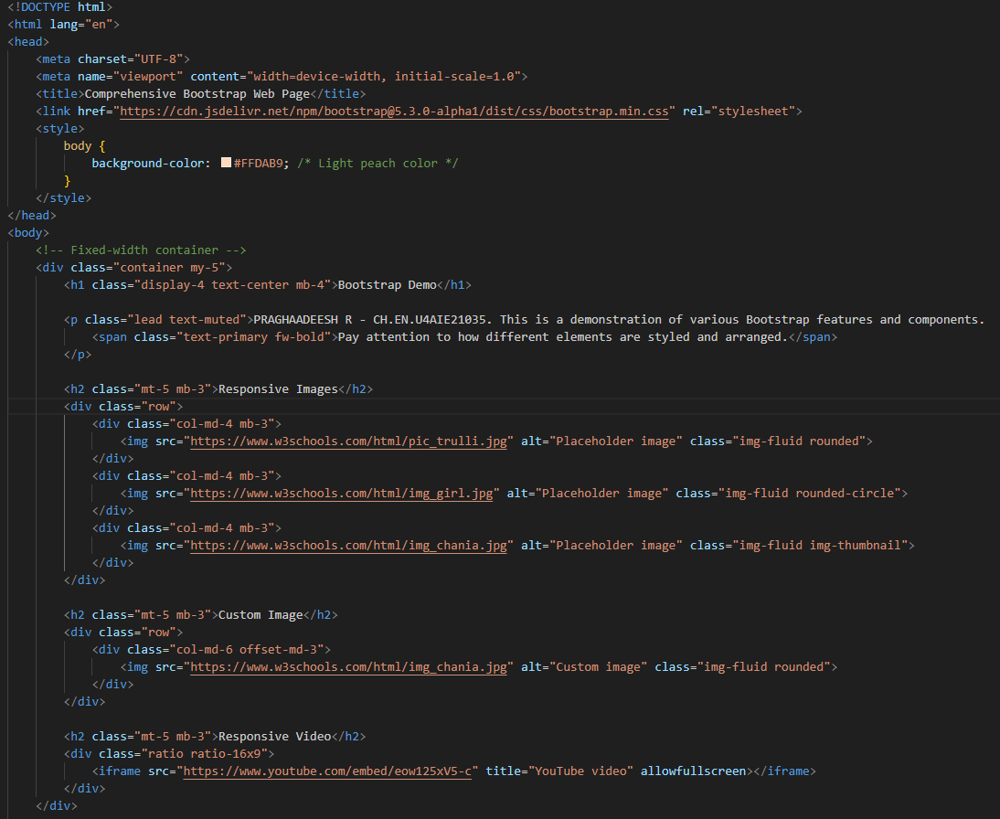 <!DOCTYPE html>
<html lang="en">
<head>
    <meta charset="UTF-8">
    <meta name="viewport" content="width=device-width, initial-scale=1.0">
    <title>Comprehensive Bootstrap Web Page</title>
    <link href="https://cdn.jsdelivr.net/npm/bootstrap@5.3.0-alpha1/dist/css/bootstrap.min.css" rel="stylesheet">
    <style>
        body {
            background-color: #FFDAB9; /* Light peach color */
        }
    </style>
</head>
<body>
    <!-- Fixed-width container -->
    <div class="container my-5">
        <h1 class="display-4 text-center mb-4">Bootstrap Demo</h1>

        <p class="lead text-muted">PRAGHAADEESH R - CH.EN.U4AIE21035. This is a demonstration of various Bootstrap features and components.
            <span class="text-primary fw-bold">Pay attention to how different elements are styled and arranged.</span>
        </p>

        <h2 class="mt-5 mb-3">Responsive Images</h2>
        <div class="row">
            <div class="col-md-4 mb-3">
                <img src="https://www.w3schools.com/html/pic_trulli.jpg" alt="Placeholder image" class="img-fluid rounded">
            </div>
            <div class="col-md-4 mb-3">
                <img src="https://www.w3schools.com/html/img_girl.jpg" alt="Placeholder image" class="img-fluid rounded-circle">
            </div>
            <div class="col-md-4 mb-3">
                <img src="https://www.w3schools.com/html/img_chania.jpg" alt="Placeholder image" class="img-fluid img-thumbnail">
            </div>
        </div>

        <h2 class="mt-5 mb-3">Custom Image</h2>
        <div class="row">
            <div class="col-md-6 offset-md-3">
                <img src="https://www.w3schools.com/html/img_chania.jpg" alt="Custom image" class="img-fluid rounded">
            </div>
        </div>

        <h2 class="mt-5 mb-3">Responsive Video</h2>
        <div class="ratio ratio-16x9">
            <iframe src="https://www.youtube.com/embed/eow125xV5-c" title="YouTube video" allowfullscreen></iframe>
        </div>
    </div>